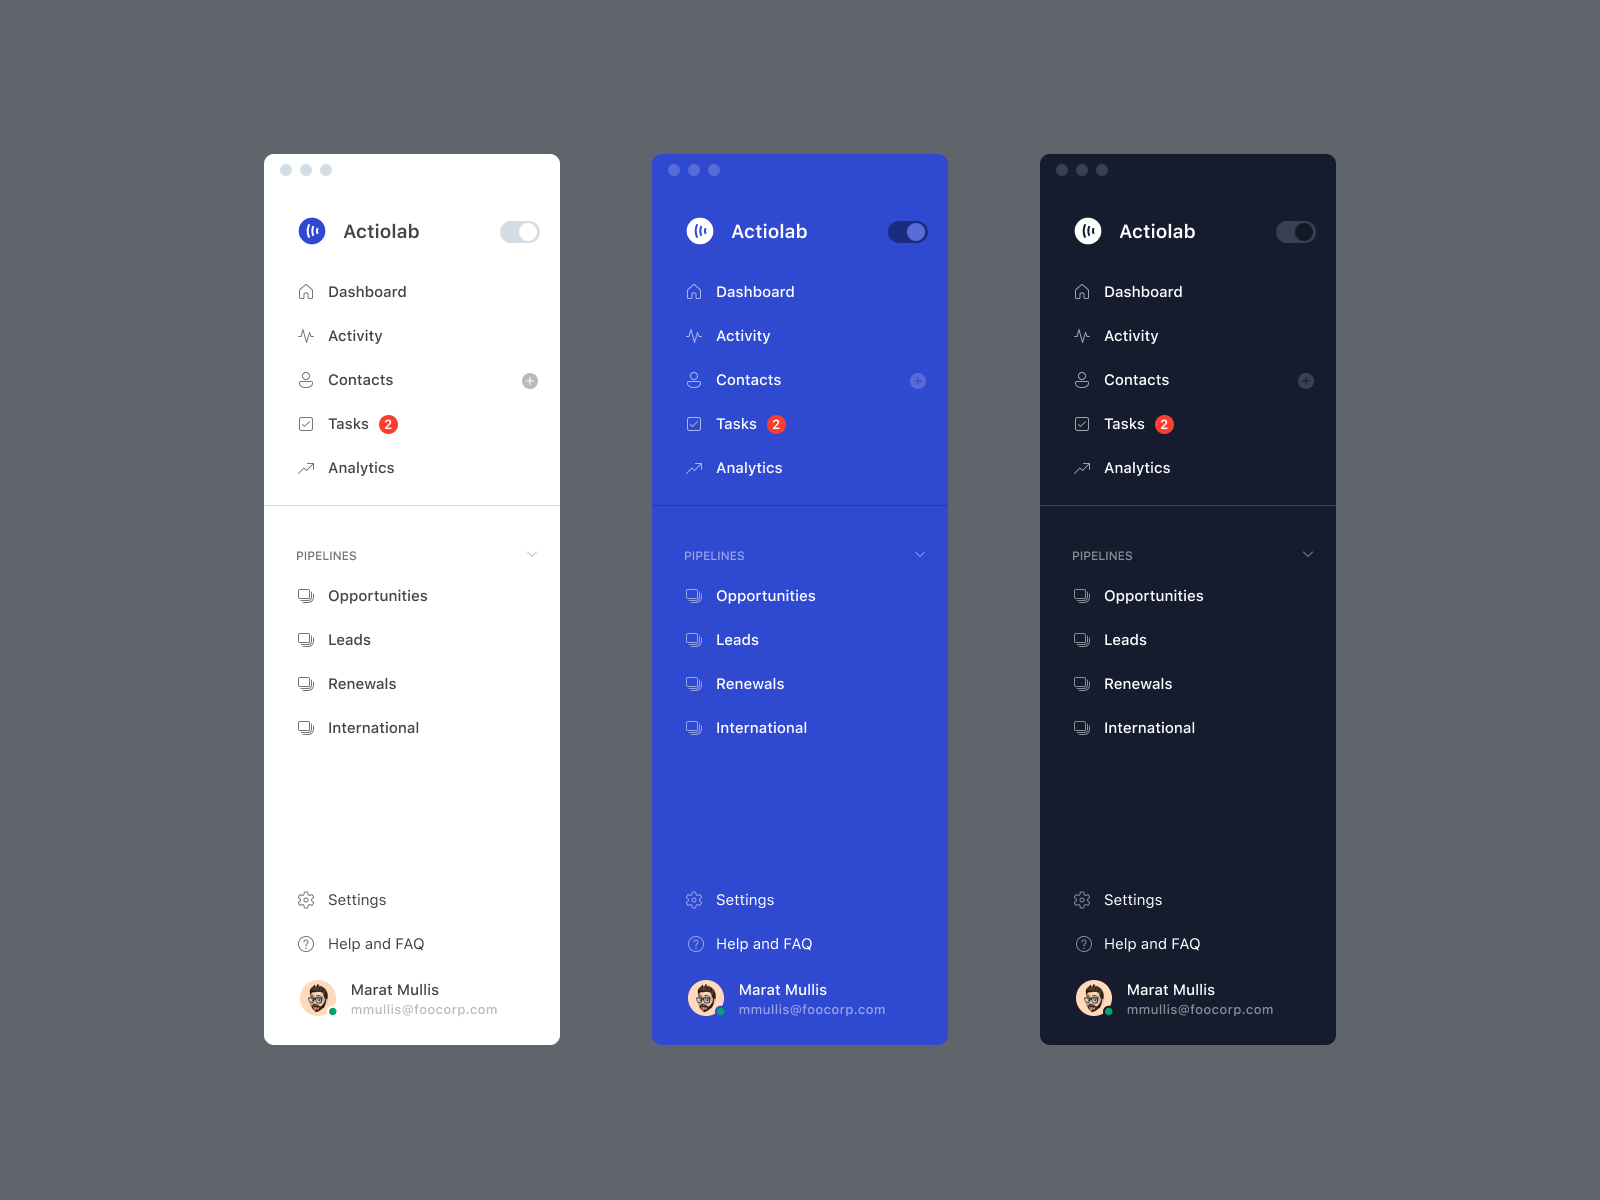 Actiolab
Dashboard
Activity
Contacts
Tasks 2
Analytics
PIPELINES
Opportunities
Leads
Renewals
International
Settings
Help and FAQ
Marat Mullis
mmullis@foocorp.com
Actiolab
Dashboard
Activity
Contacts
Tasks 2
Analytics
PIPELINES
Opportunities
Leads
Renewals
International
Settings
Help and FAQ
Marat Mullis
mmullis@foocorp.com
Actiolab
Dashboard
Activity
Contacts
Tasks 2
Analytics
PIPELINES
Opportunities
Leads
Renewals
International
Settings
Help and FAQ
Marat Mullis
mmullis@foocorp.com